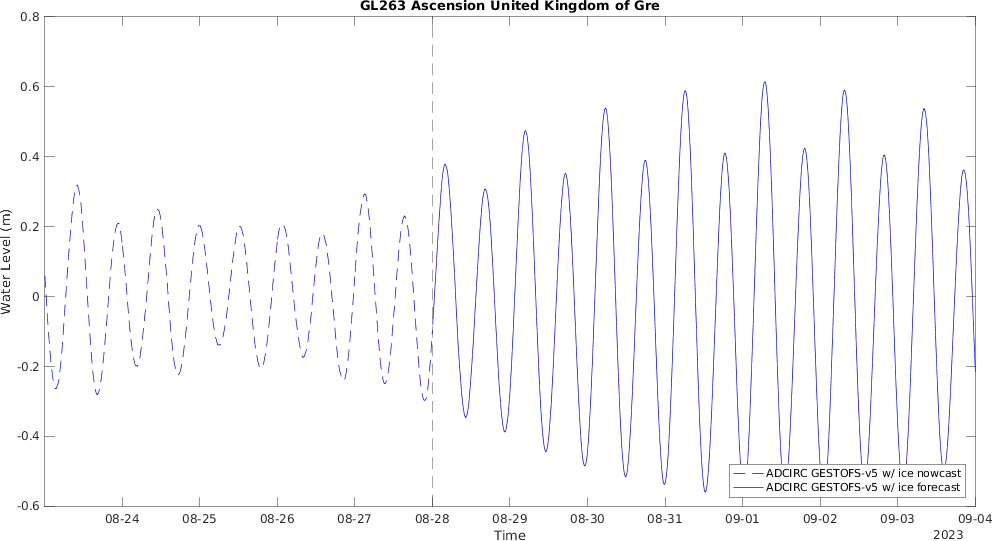 GL263 Ascension United Kingdom of Gre
0.8
0.6
0.4
0.2
0
-0.2
-0.4
-0.6
Water Level (m)
ADCIRC GESTOFS-v5 w/ ice nowcast
ADCIRC GESTOFS-v5 w/ ice forecast
08-24 08-25 08-26 08-27 08-28 08-29 08-30 08-31 09-01 09-02 09-03 09-04
Time
2023